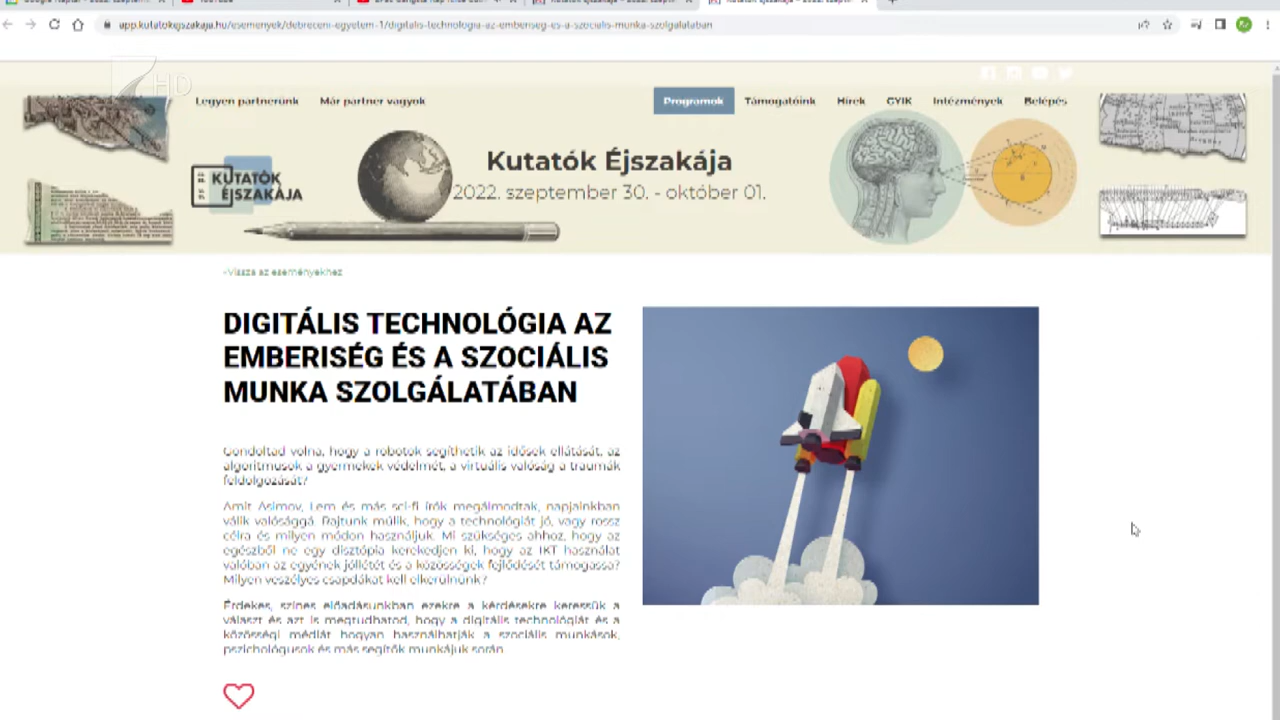 YouTube
app.kutatokejszakaja.hu/esemenyek/debreceni-egyetem-1/digitalis-technologia-az-emberiseg-es-a-szocialis-munka-szolgalataban
HD
Legyen partnerünk Már partner vagyok Programok Támogatóink Hírek GYIK Intézmények Belépés
KUTATÓK
ÉJSZAKÁJA
Kutatók Éjszakája
2022. szeptember 30. - október 01.
Vissza az eseményekhez
DIGITÁLIS TECHNOLÓGIA AZ
EMBERISÉG ÉS A SZOCIÁLIS
MUNKA SZOLGÁLATÁBAN
Gondoltad volna, hogy a robotok segíthetik az idősek ellátását, az
algoritmusok a gyermekek védelmét, a virtuális valóság a traumák
feldolgozását?
Amit Asimov, Lem és más sci-fi írók megálmodtak, napjainkban
válik valósággá. Rajtunk múlik, hogy a technológiát jó, vagy rossz
célra és milyen módon használjuk. Mi szükséges ahhoz, hogy az
egészből ne egy disztópia kerekedjen ki, hogy az IKT használat
valóban az egyének jóllétét és a közösségek fejlődését támogassa?
Milyen veszélyes csapdákat kell elkerülnünk?
Érdekes, színes előadásunkban ezekre a kérdésekre keressük a
választ és azt is megtudhatod, hogy a digitális technológiát és a
közösségi médiát hogyan használhatják a szociális munkások,
pszichológusok és más segítők munkájuk során.